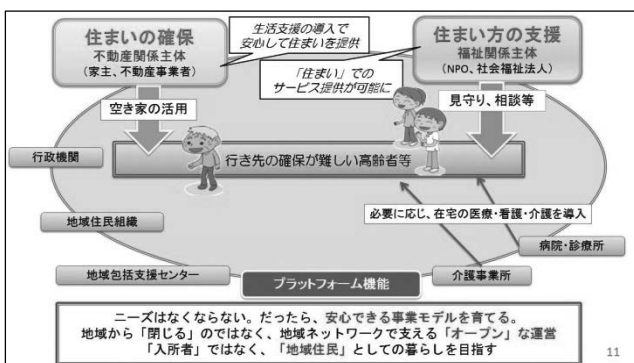 住まいの確保
不動産関係主体
(家主、不動産事業者)
生活支援の導入で
安心して住まいを提供
住まい方の支援
福祉関係主体
(NPO、社会福祉法人)
「住まい」での
サービス提供が可能に
空き家の活用
見守り、相談等
行政機関
行き先の確保が難しい高齢者等
地域住民組織
必要に応じ、在宅の医療・看護・介護を導入
病院・診療所
地域包括支援センター
介護事業所
プラットフォーム機能
ニーズはなくならない。だったら、安心できる事業モデルを育てる。
地域から「閉じる」のではなく、地域ネットワークで支える「オープン」な運営
「入所者」ではなく、「地域住民」としての暮らしを目指す
11